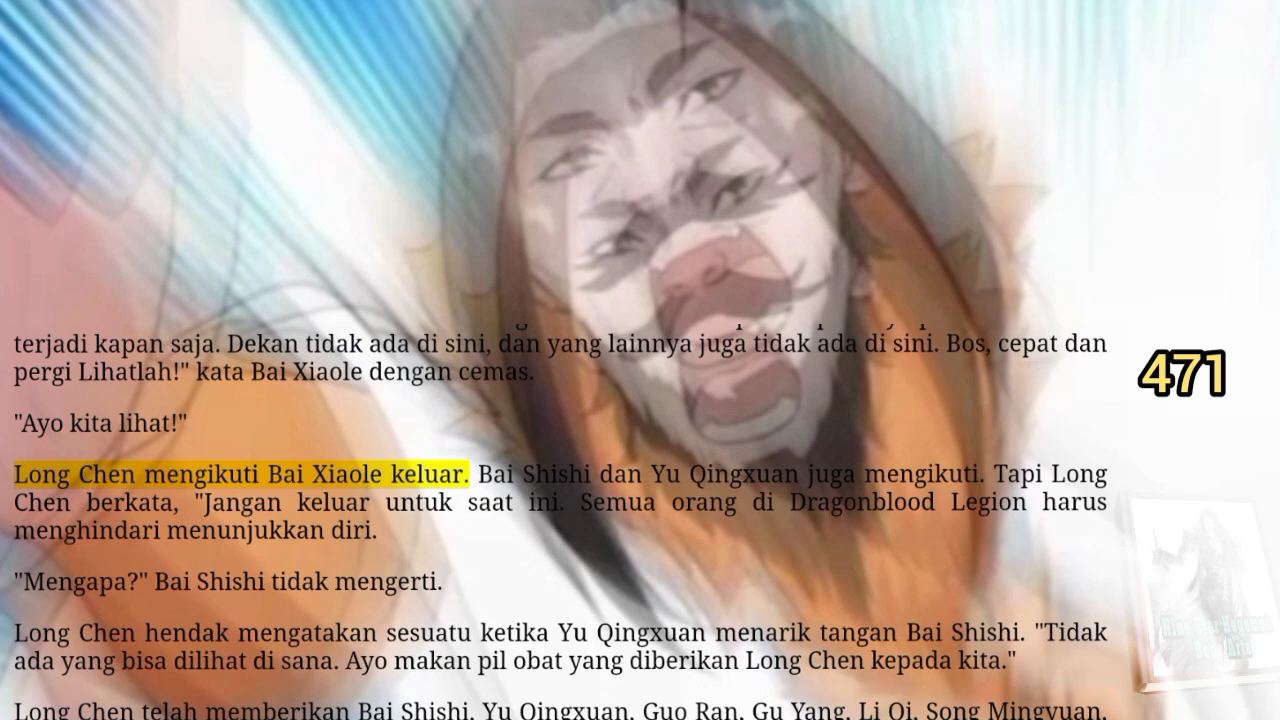 terjadi kapan saja. Dekan tidak ada di sini, dan yang lainnya juga tidak ada di sini. Bos, cepat dan
pergi Lihatlah!" kata Bai Xiaole dengan cemas.
"Ayo kita lihat!"
Long Chen mengikuti Bai Xiaole keluar. Bai Shishi dan Yu Qingxuan juga mengikuti. Tapi Long
Chen berkata, "Jangan keluar untuk saat ini. Semua orang di Dragonblood Legion harus
menghindari menunjukkan diri.
"Mengapa?" Bai Shishi tidak mengerti.
Long Chen hendak mengatakan sesuatu ketika Yu Qingxuan menarik tangan Bai Shishi. "Tidak
ada yang bisa dilihat di sana. Ayo makan pil obat yang diberikan Long Chen kepada kita."
Long Chen telah memberikan Bai Shishi, Yu Qingxuan, Guo Ran, Gu Yang, Li Qi, Song Mingyuan,
471